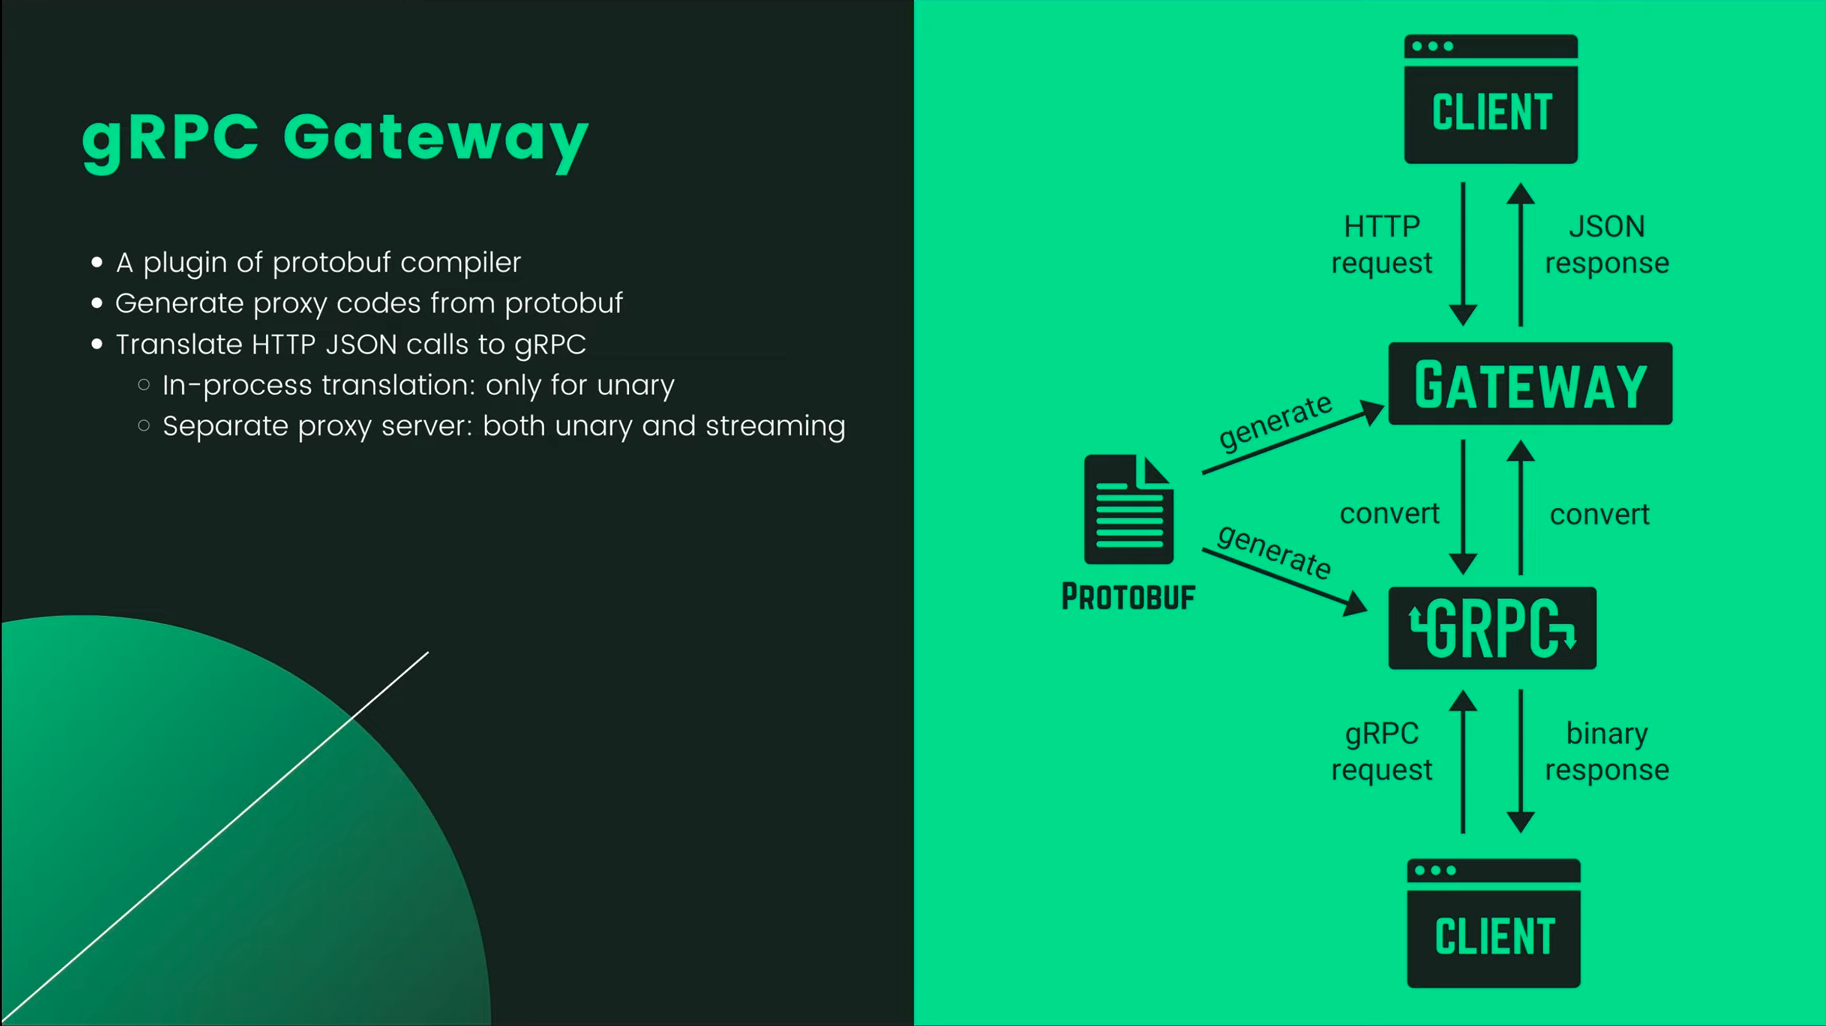 gRPC Gateway
A plugin of protobuf compiler
Generate proxy codes from protobuf
Translate HTTP JSON calls to gRPC
In-process translation: only for unary
Separate proxy server: both unary and streaming
CLIENT
HTTP
request
JSON
response
GATEWAY
generate
convert
convert
generate
PROTOBUF
GRPC
gRPC
request
binary
response
CLIENT